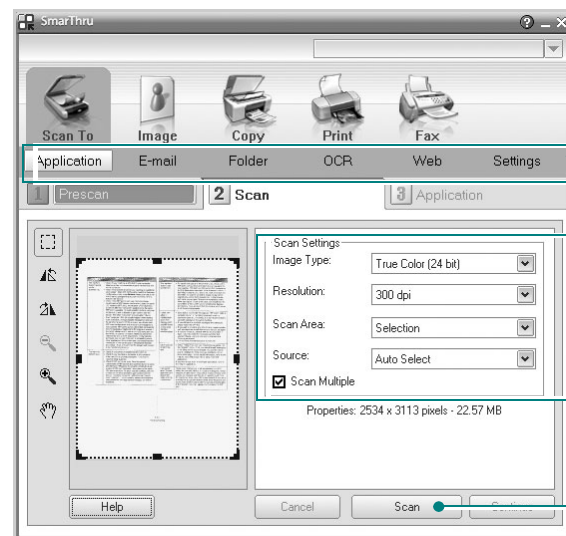 SmarThru
Scan To Image Copy Print Fax
Application E-mail Folder OCR Web Settings
1 Prescan 2 Scan 3 Application
Scan Settings
Image Type: True Color (24 bit)
Resolution: 300 dpi
Scan Area: Selection
Source: Auto Select
Scan Multiple
Properties: 2534 x 3113 pixels - 22.57 MB
Help Cancel Scan Continue